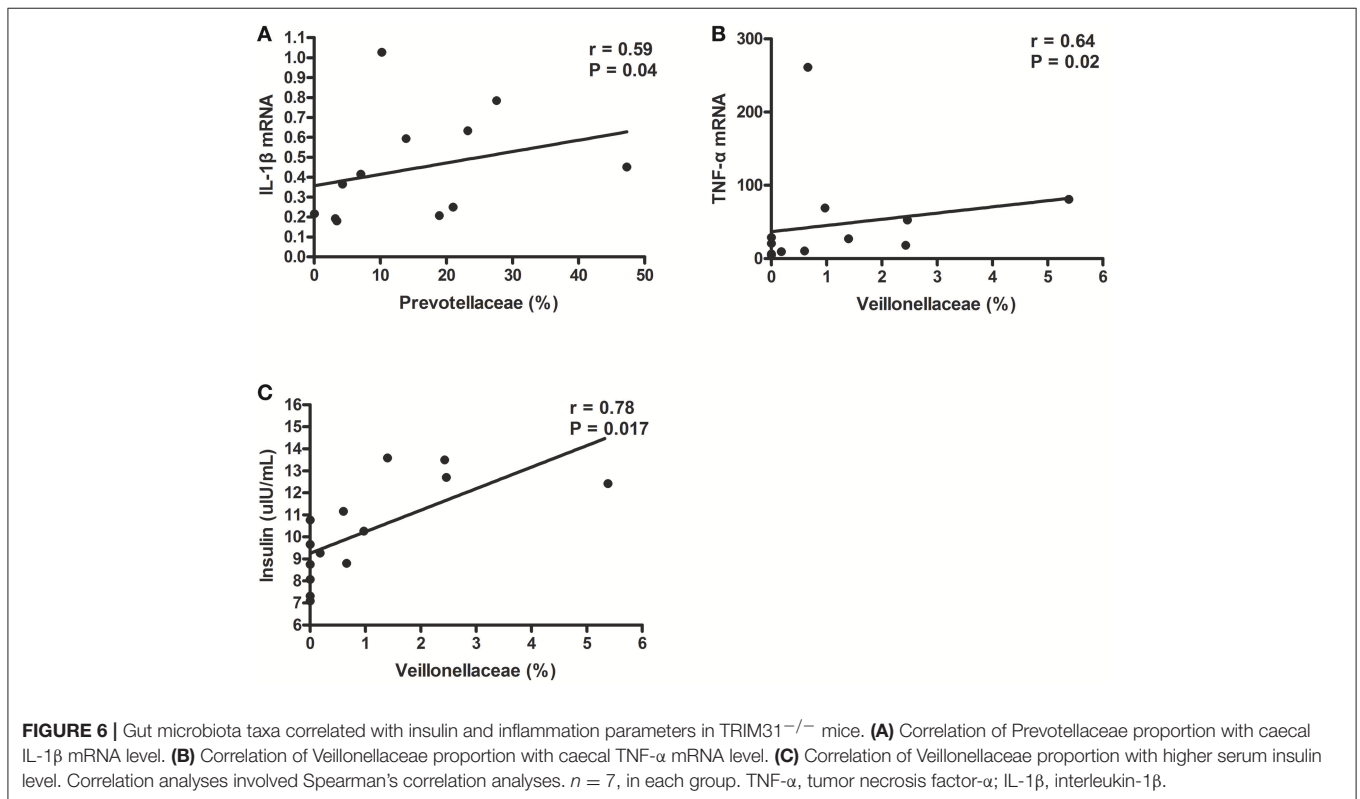 A
r = 0.59
P = 0.04
1.1
1.0
0.9
0.8
0.7
0.6
0.5
0.4
0.3
0.2
0.1
0.0
IL-1β mRNA
0 10 20 30 40 50
Prevotellaceae (%)
B
r = 0.64
P = 0.02
300
200
100
0
TNF-α mRNA
0 1 2 3 4 5 6
Veillonellaceae (%)
C
r = 0.78
P = 0.017
16
15
14
13
12
11
10
9
8
7
6
Insulin (uIU/mL)
0 1 2 3 4 5 6
Veillonellaceae (%)
FIGURE 6 | Gut microbiota taxa correlated with insulin and inflammation parameters in TRIM31−/− mice. (A) Correlation of Prevotellaceae proportion with caecal
IL-1β mRNA level. (B) Correlation of Veillonellaceae proportion with caecal TNF-α mRNA level. (C) Correlation of Veillonellaceae proportion with higher serum insulin
level. Correlation analyses involved Spearman's correlation analyses. n = 7, in each group. TNF-α, tumor necrosis factor-α; IL-1β, interleukin-1β.